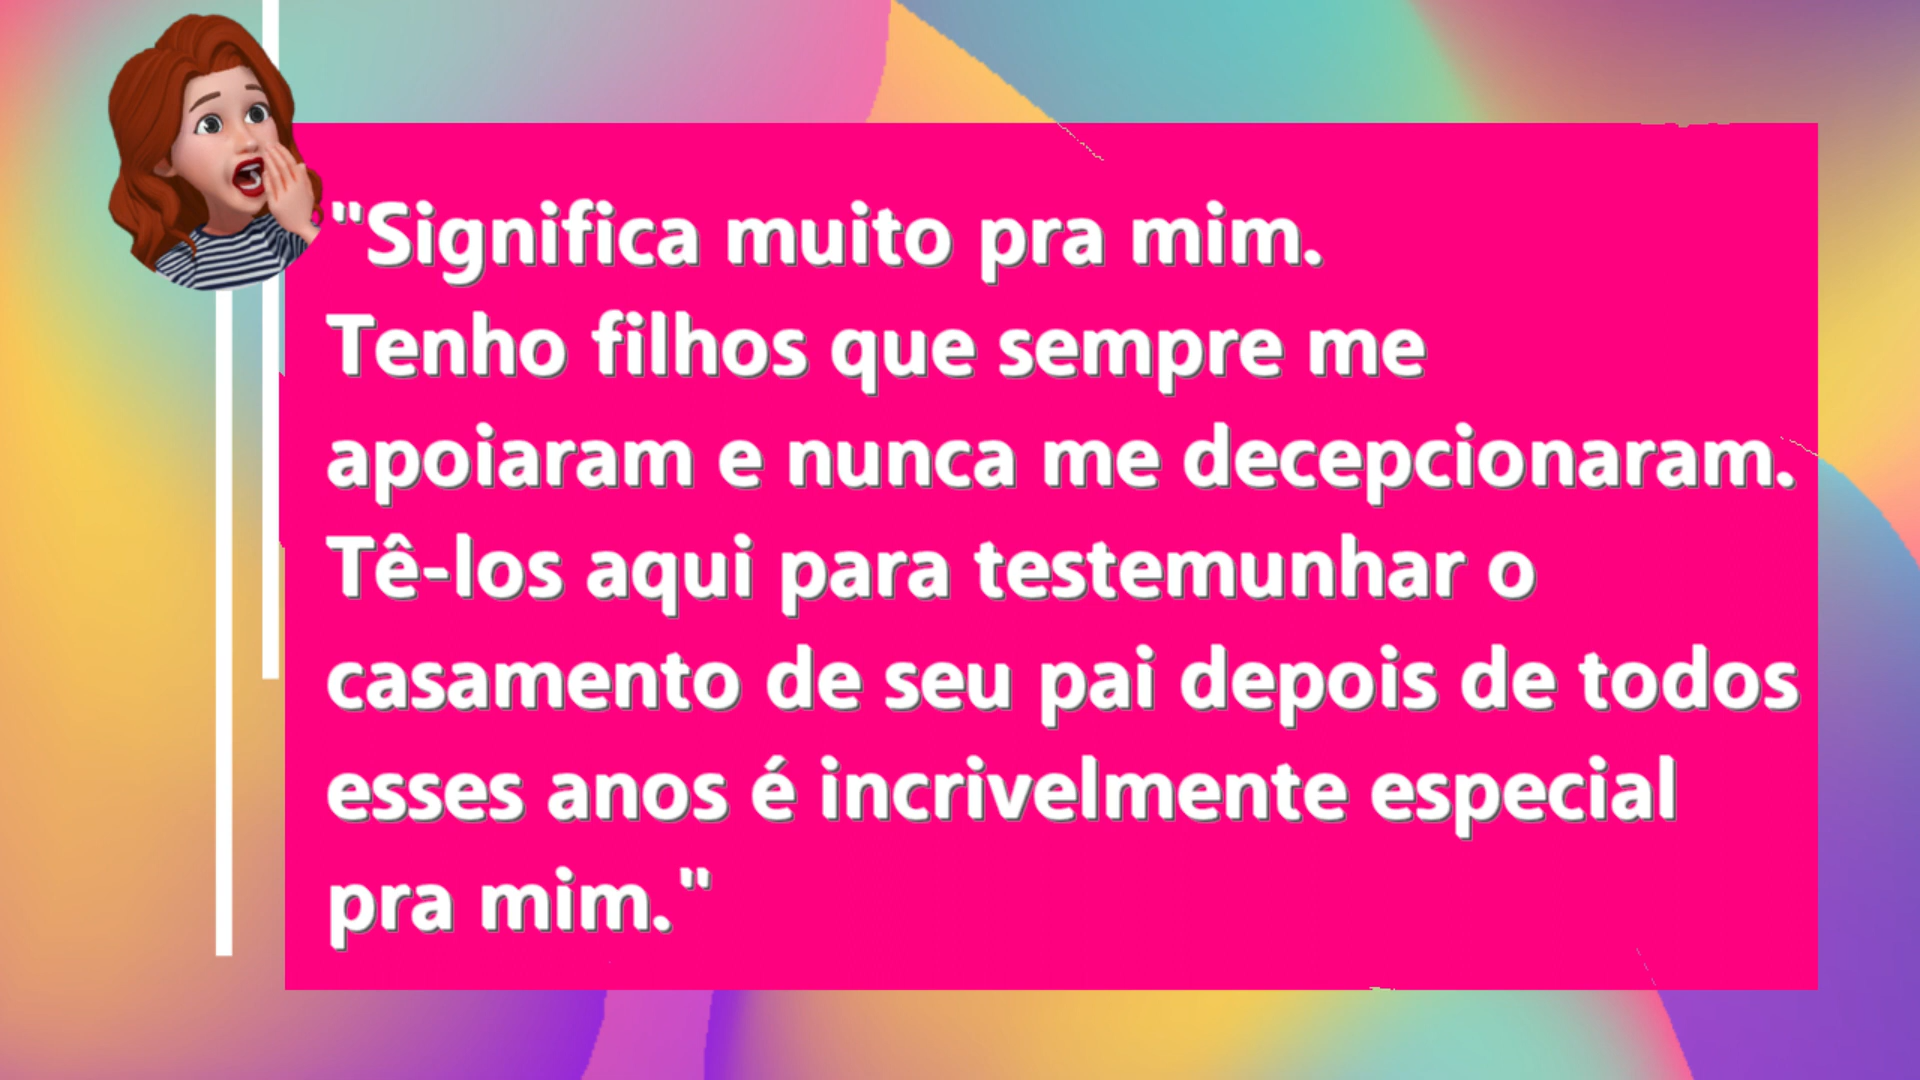 "Significa muito pra mim.
Tenho filhos que sempre me
apoiaram e nunca me decepcionaram.
Tê-los aqui para testemunhar o
casamento de seu pai depois de todos
esses anos é incrivelmente especial
pra mim."